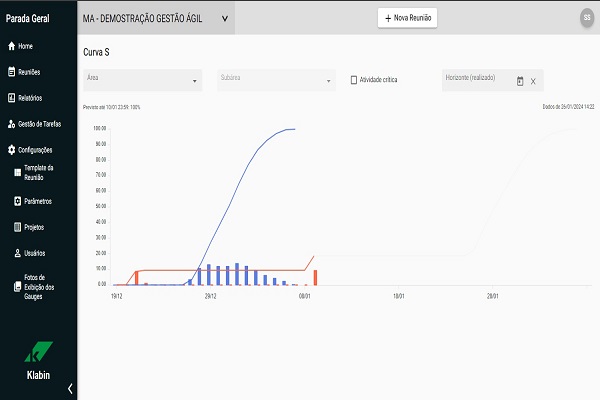 Parada Geral
MA - DEMOSTRAÇÃO GESTÃO ÁGIL
+ Nova Reunião
SS
Home
Reuniões
Relatórios
Gestão de Tarefas
Configurações
Template da
Reunião
Parâmetros
Projetos
Usuários
Fotos de
Exibição dos
Gauges
Klabin
Curva S
Área
Subárea
Atividade crítica
Horizonte (realizado)
X
Previsto até 10/01 23:59: 100%
Dados de 26/01/2024 14:22
100.00
90.00
80.00
70.00
60.00
50.00
40.00
30.00
20.00
10.00
0.00
19/12
29/12
08/01
18/01
28/01